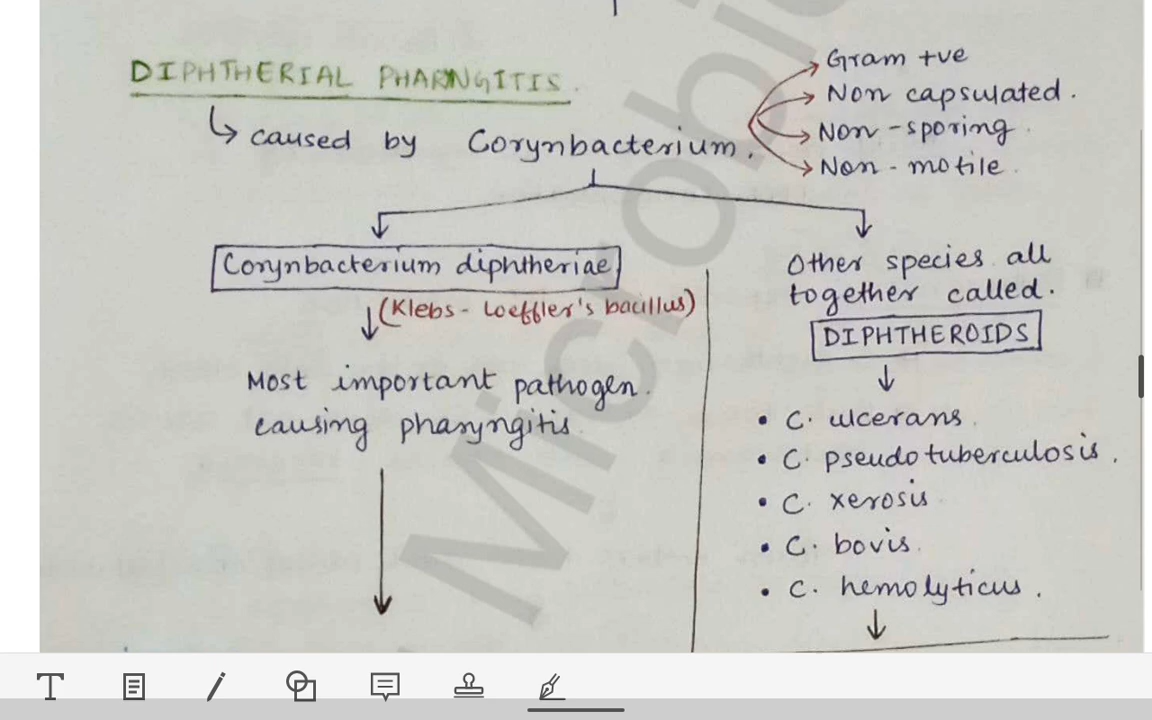 DIPHTHERIAL PHARNGITIS.
caused by Corynbacterium.
Gram +ve
Non capsulated.
Non-sporing.
Non-motile.
Corynbacterium diphtheriae
(Klebs-Loeffler's bacillus)
Most important pathogen.
causing pharyngitis.
Other species all
together called.
DIPHTHEROIDS
• C. ulcerans.
• C. pseudotuberculosis.
• C. xerosis
• C. bovis.
• C. hemolyticus.
Microbi
T